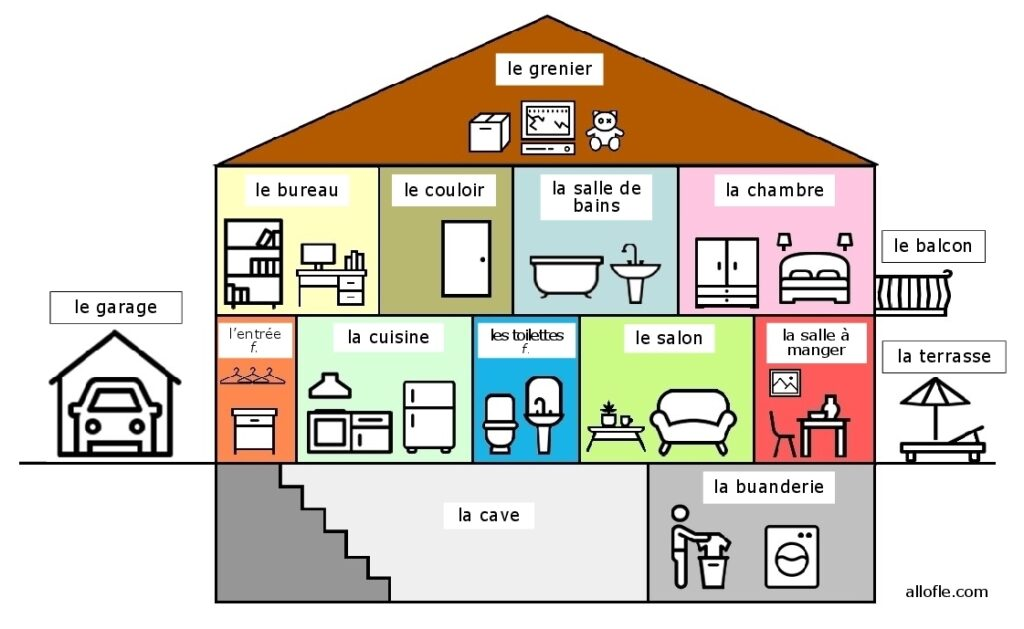 le grenier
le bureau
le couloir
la salle de
bains
la chambre
le balcon
le garage
l'entrée
f.
la cuisine
les toilettes
f.
le salon
la salle à
manger
la terrasse
la cave
la buanderie
allofle.com